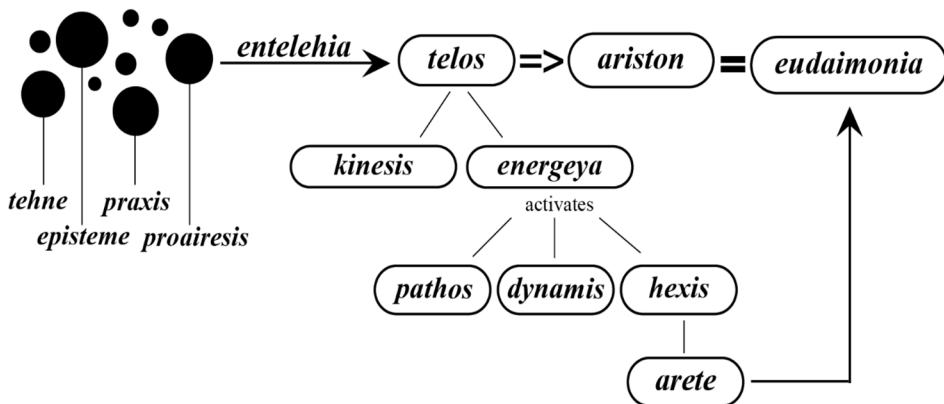 entelehia
telos => ariston = eudaimonia
kinesis energeya
tehne praxis
activates
episteme proairesis
pathos dynamis hexis
arete